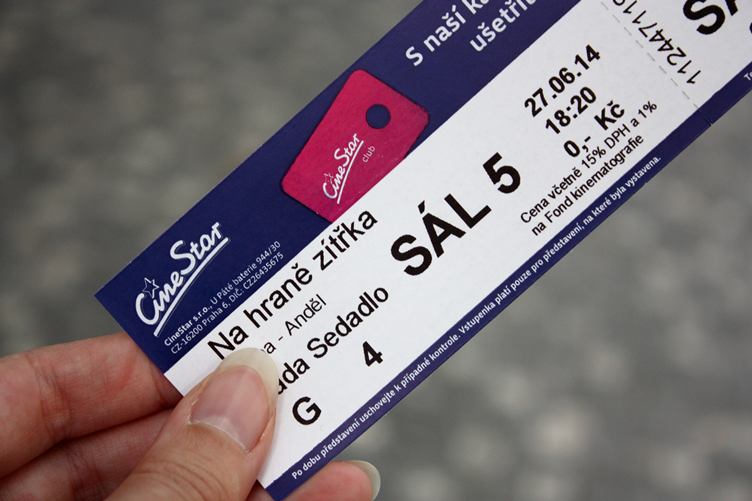 S naší
ušetří
CineStar
club
CineStar
CineStar s.r.o., U Páté baterie 944/30
CZ-16200 Praha 6, DIČ: CZ26435675
Na hraně zítřka
- Anděl
Sedadlo
G 4
SÁL 5
27.06.14
18:20
0,- Kč
Cena včetně 15% DPH a 1%
na Fond kinematografie
Po dobu představení uschovejte k případné kontrole. Vstupenka platí pouze pro představení, na které byla vystavena.